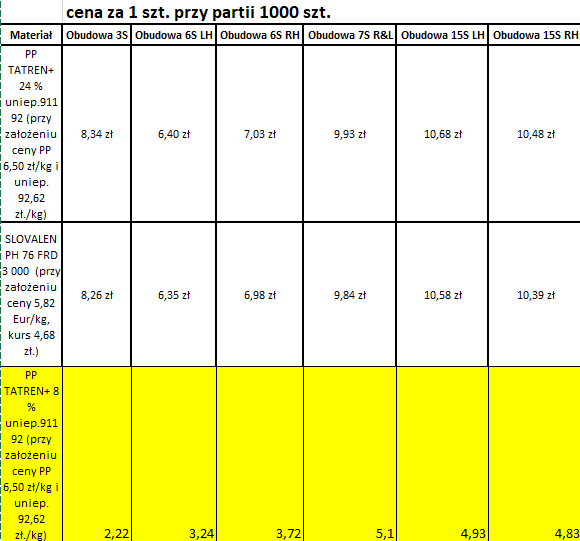 cena za 1 szt. przy partii 1000 szt.
Materiał Obudowa 3S Obudowa 6S LH Obudowa 6S RH Obudowa 7S R&L Obudowa 15S LH Obudowa 15S RH
PP
TATREN+
24 %
uniep.911
92 (przy
założeniu
ceny PP
6,50 zł/kg i
uniep.
92,62
zł./kg)
8,34 zł 6,40 zł 7,03 zł 9,93 zł 10,68 zł 10,48 zł
SLOVALEN
PH 76 FRD
3 000 (przy
założeniu
ceny 5,82
Eur/kg,
kurs 4,68
zł.)
8,26 zł 6,35 zł 6,98 zł 9,84 zł 10,58 zł 10,39 zł
PP
TATREN+ 8
%
uniep.911
92 (przy
założeniu
ceny PP
6,50 zł/kg i
uniep.
92,62
zł./kg)
2,22 3,24 3,72 5,1 4,93 4,83